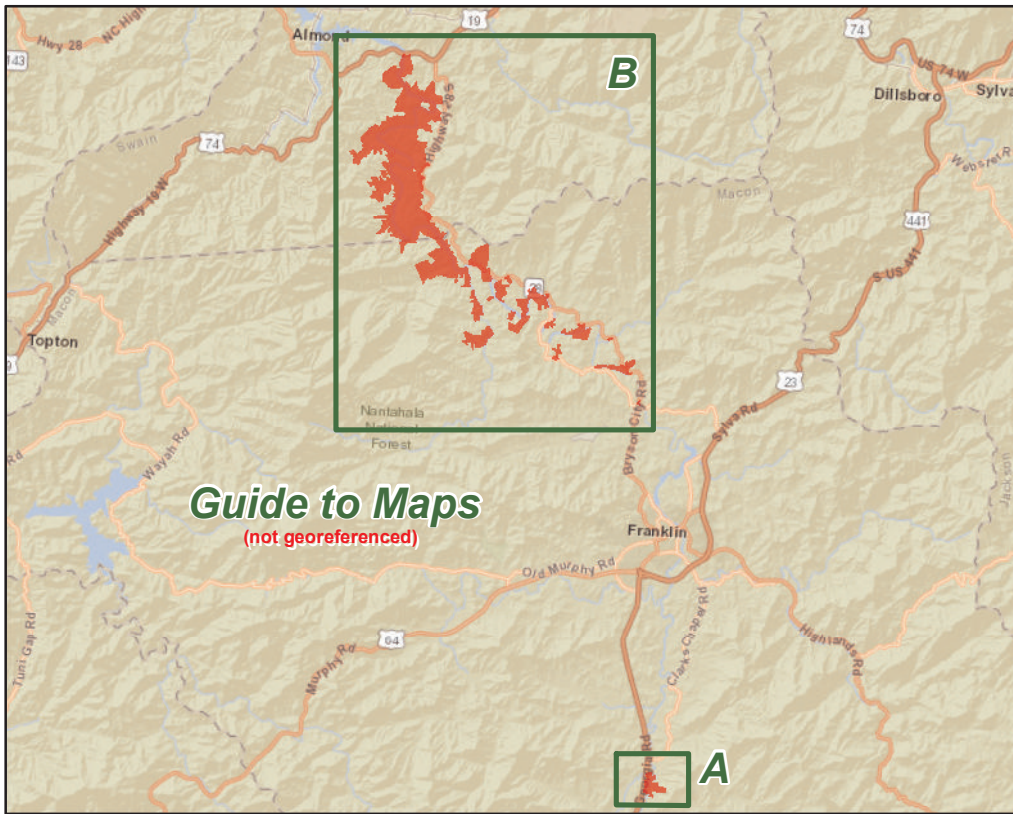 19
Hwy 28
NC High
Almond
74
143
B
US 74 W
Dillsboro
Sylva
Highway 28 S
Swain
74
Webster R
Macon
Highway 19 W
441
S US 441
28
Macon
Topton
23
Nantahala
National
Forest
Bryson City Rd
Sylva Rd
Rd
Wayah Rd
Jackson
Guide to Maps
(not georeferenced)
Franklin
Old Murphy Rd
Clarks Chapel Rd
Tuni Gap Rd
64
Highlands Rd
Murphy Rd
A
Georgia Rd